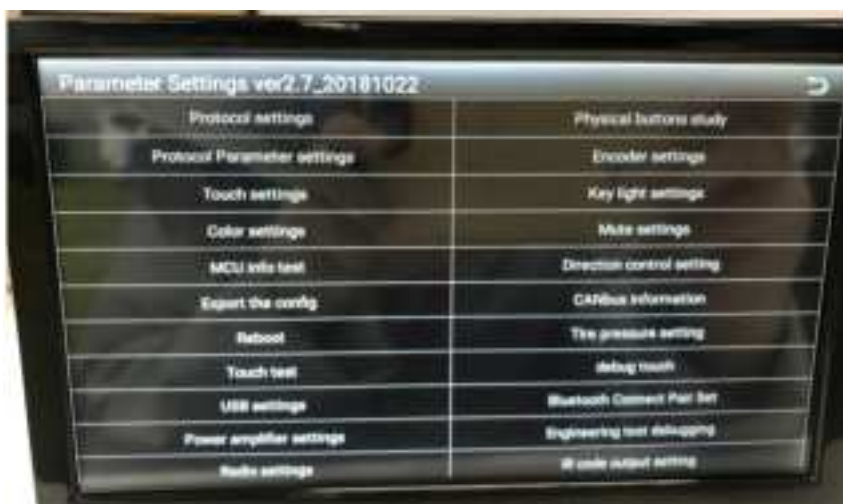 Parameter Settings ver2.7_20181022
Protocol settings
Physical buttons study
Protocol Parameter settings
Encoder settings
Touch settings
Key light settings
Color settings
Mute settings
MCU info test
Direction control setting
Export the config
CANbus information
Reboot
Tire pressure setting
Touch test
debug touch
USB settings
Bluetooth Connect Pair Set
Power amplifier settings
Engineering test debugging
Radio settings
IR code output setting